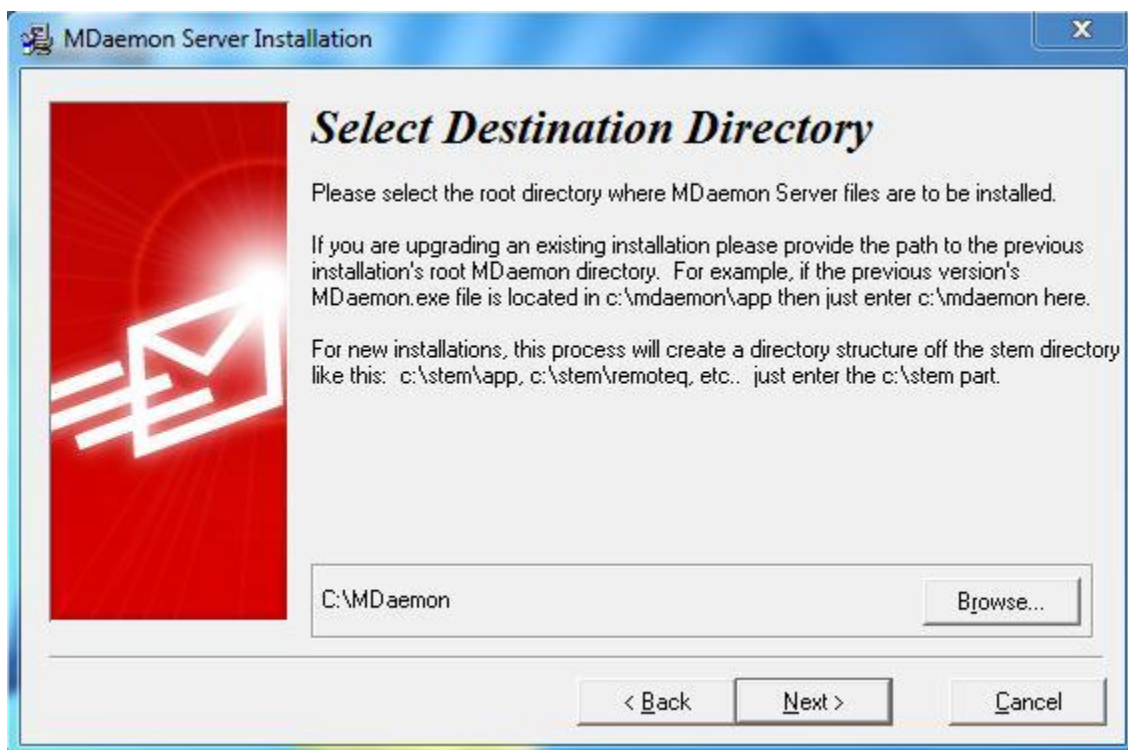 MDaemon Server Installation
X
Select Destination Directory
Please select the root directory where MDaemon Server files are to be installed.
If you are upgrading an existing installation please provide the path to the previous
installation's root MDaemon directory.  For example, if the previous version's
MDaemon.exe file is located in c:\mdaemon\app then just enter c:\mdaemon here.
For new installations, this process will create a directory structure off the stem directory
like this:  c:\stem\app, c:\stem\remoteq, etc..  just enter the c:\stem part.
C:\MDaemon
Browse...
< Back
Next >
Cancel